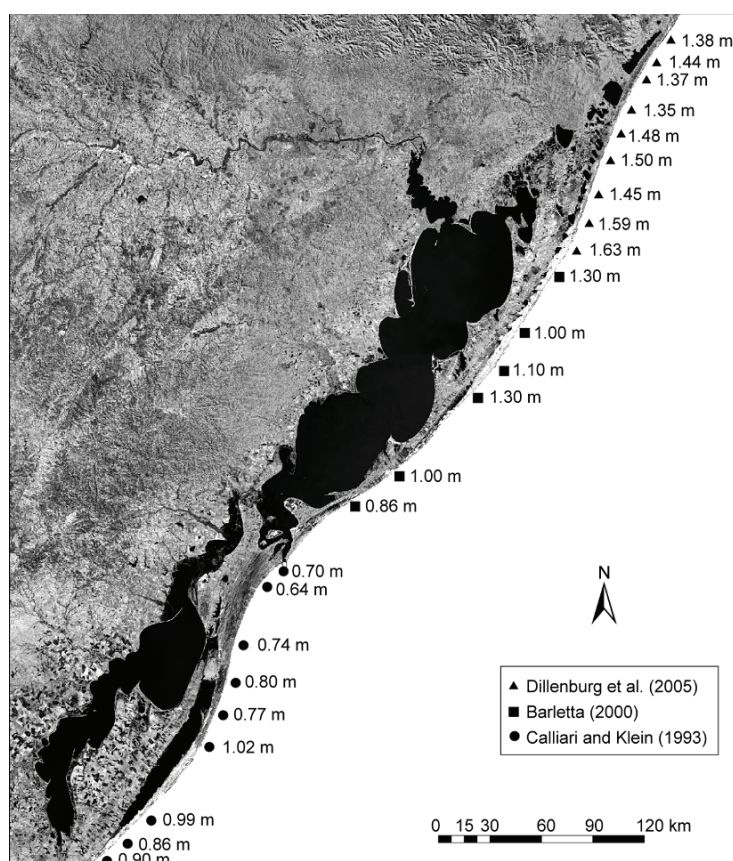 1.38 m
1.44 m
1.37 m
1.35 m
1.48 m
1.50 m
1.45 m
1.59 m
1.63 m
1.30 m
1.00 m
1.10 m
1.30 m
1.00 m
0.86 m
0.70 m
0.64 m
0.74 m
0.80 m
0.77 m
1.02 m
0.99 m
0.86 m
0.90 m
N
Dillenburg et al. (2005)
Barletta (2000)
Calliari and Klein (1993)
0 15 30 60 90 120 km